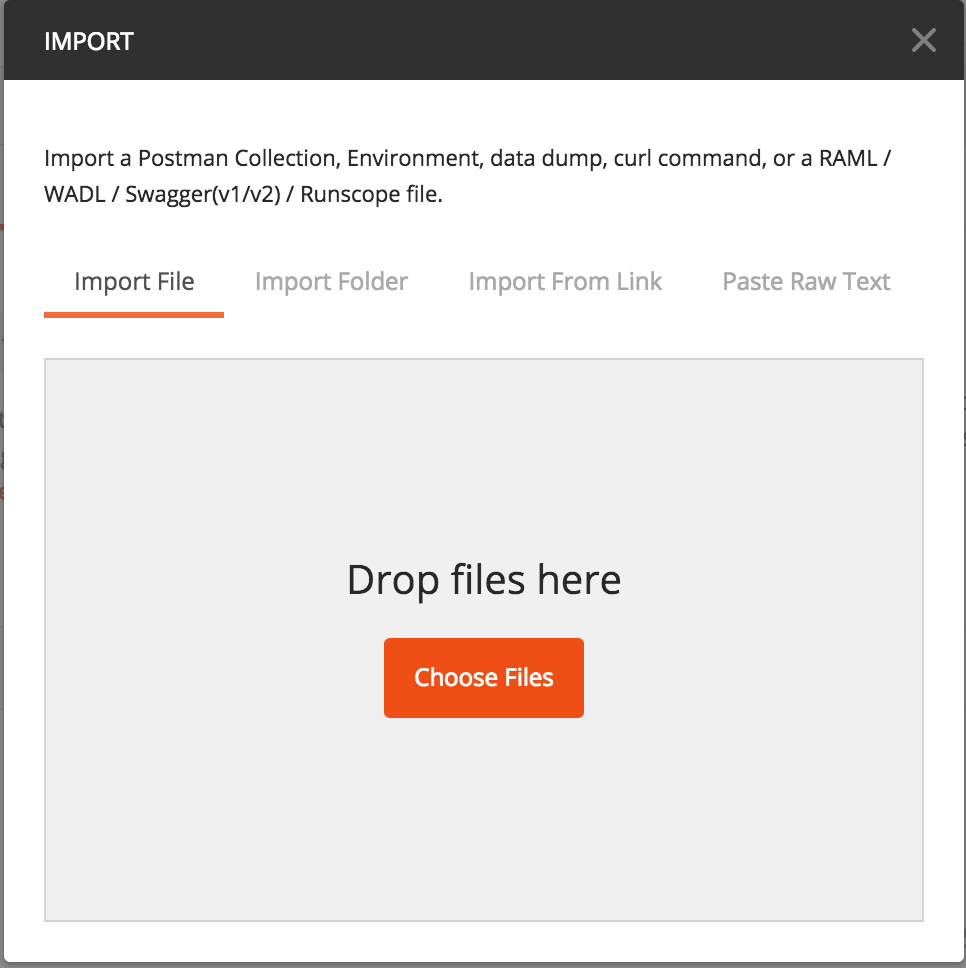 IMPORT
Import a Postman Collection, Environment, data dump, curl command, or a RAML /
WADL / Swagger(v1/v2) / Runscope file.
Import File Import Folder Import From Link Paste Raw Text
Drop files here
Choose Files